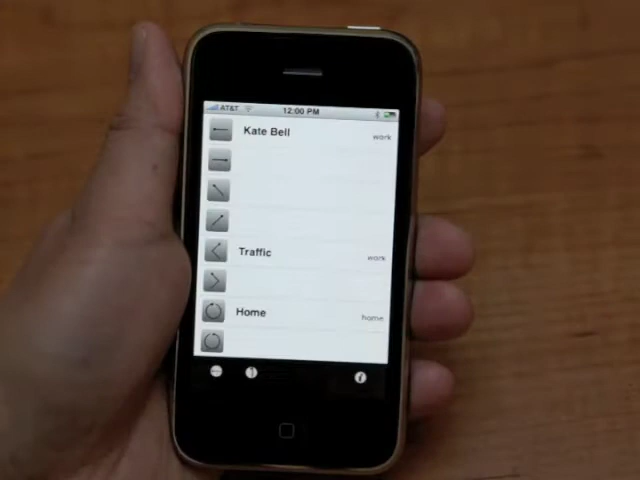 AT&T 12:00 PM
Kate Bell
work
Traffic
work
Home
home